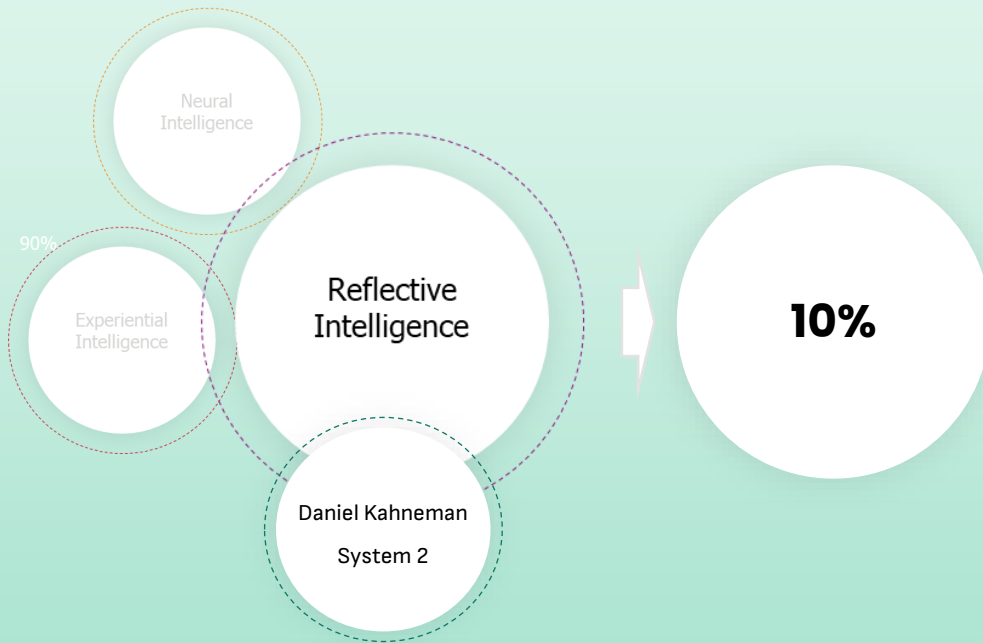 Neural
Intelligence
90%
Experiential
Intelligence
Reflective
Intelligence
Daniel Kahneman
System 2
10%